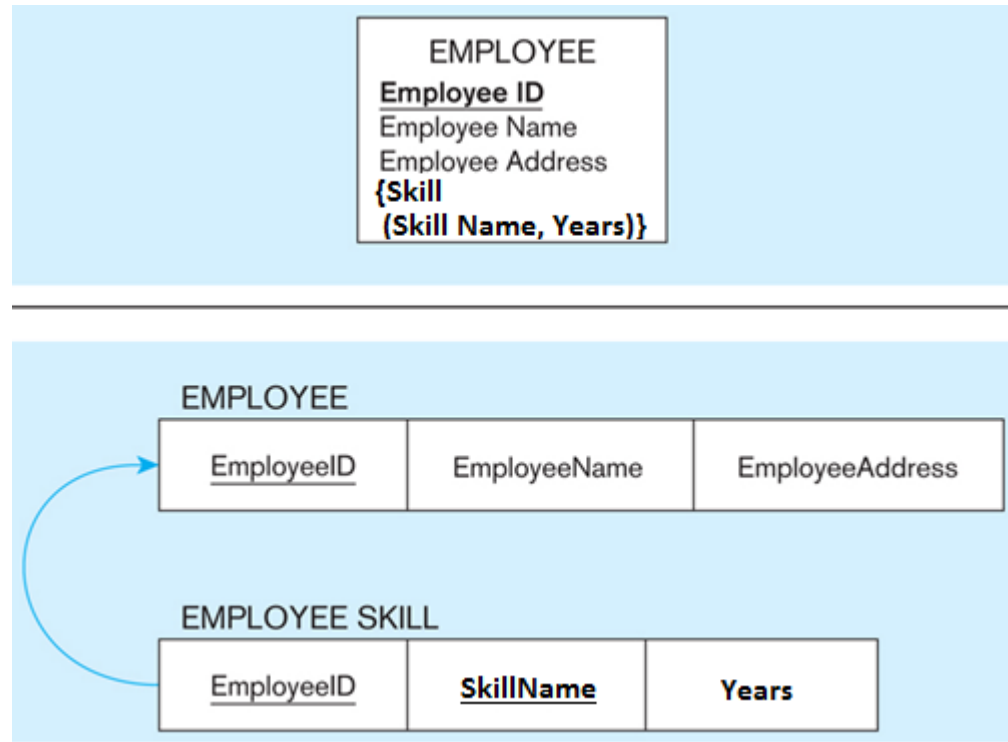 EMPLOYEE
Employee ID
Employee Name
Employee Address
{Skill
(Skill Name, Years)}
EMPLOYEE
EmployeeID EmployeeName EmployeeAddress
EMPLOYEE SKILL
EmployeeID SkillName Years